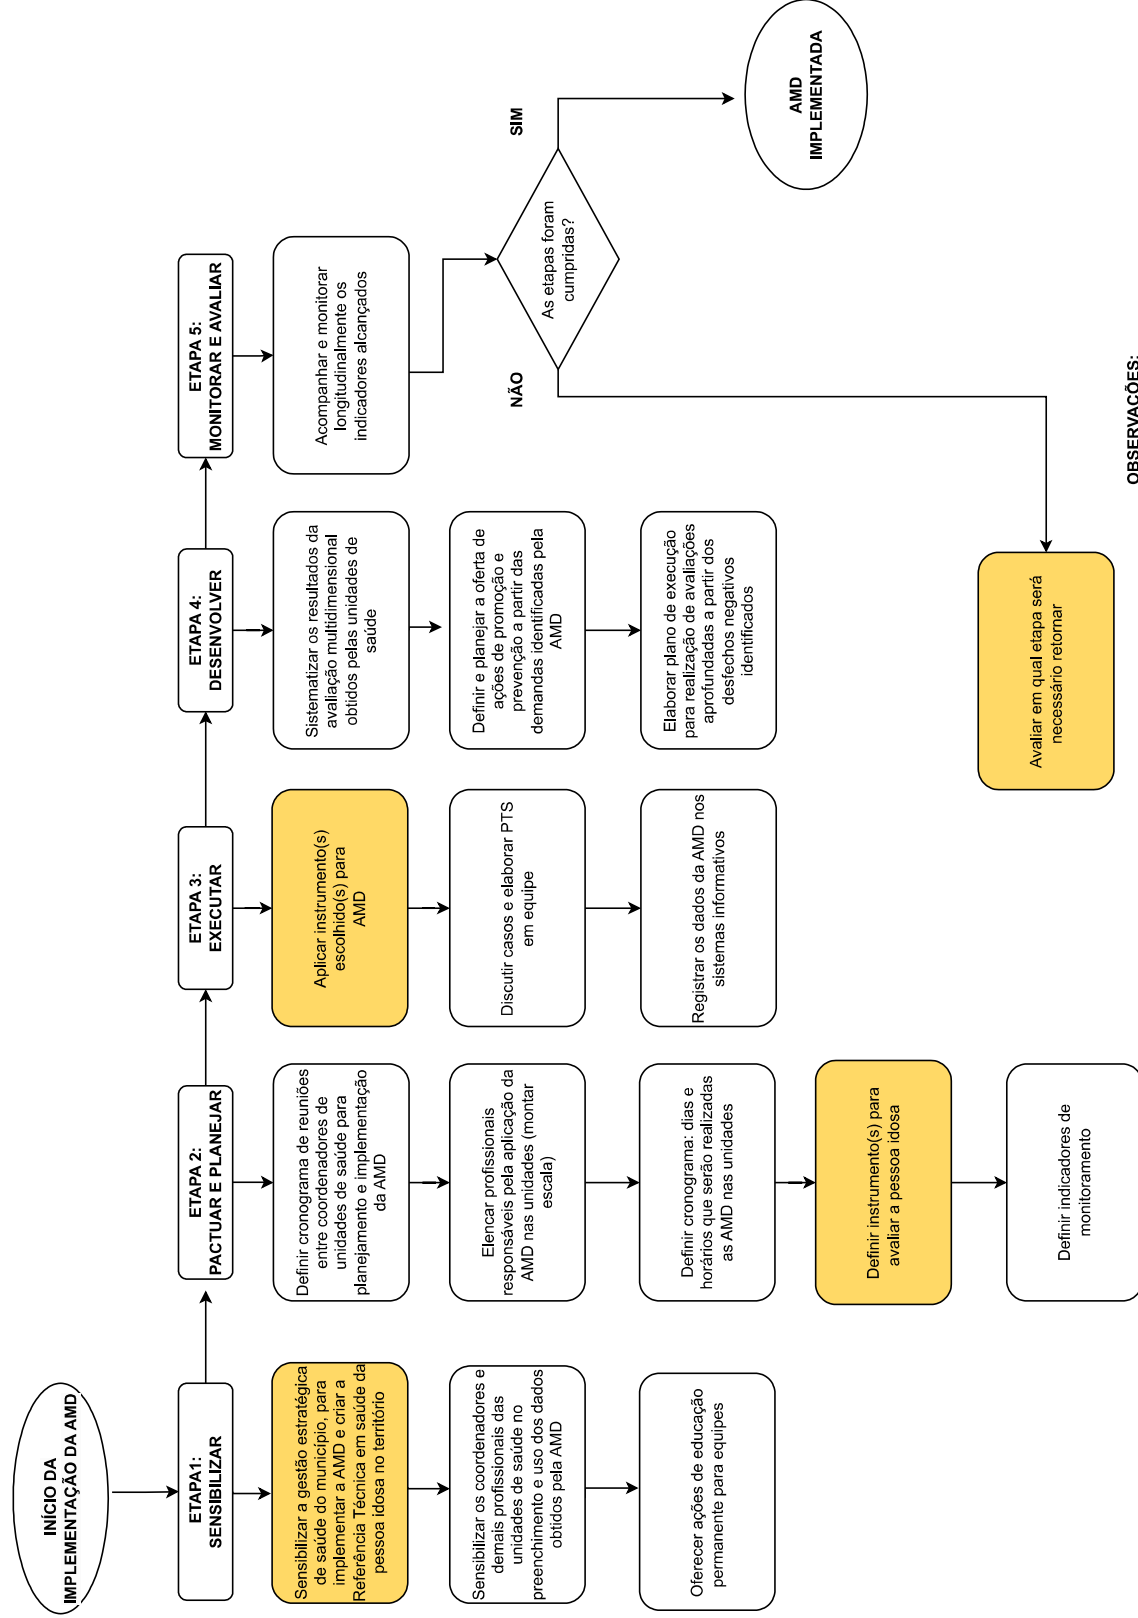 INÍCIO DA
IMPLEMENTAÇÃO DA AMD
ETAPA1:
SENSIBILIZAR
Sensibilizar a gestão estratégica
de saúde do município, para
implementar a AMD e criar a
Referência Técnica em saúde da
pessoa idosa no território
Sensibilizar os coordenadores e
demais profissionais das
unidades de saúde no
preenchimento e uso dos dados
obtidos pela AMD
Oferecer ações de educação
permanente para equipes
ETAPA 2:
PACTUAR E PLANEJAR
Definir cronograma de reuniões
entre coordenadores de
unidades de saúde para
planejamento e implementação
da AMD
Elencar profissionais
responsáveis pela aplicação da
AMD nas unidades (montar
escala)
Definir cronograma: dias e
horários que serão realizadas
as AMD nas unidades
Definir instrumento(s) para
avaliar a pessoa idosa
Definir indicadores de
monitoramento
ETAPA 3:
EXECUTAR
Aplicar instrumento(s)
escolhido(s) para
AMD
Discutir casos e elaborar PTS
em equipe
Registrar os dados da AMD nos
sistemas informativos
ETAPA 4:
DESENVOLVER
Sistematizar os resultados da
avaliação multidimensional
obtidos pelas unidades de
saúde
Definir e planejar a oferta de
ações de promoção e
prevenção a partir das
demandas identificadas pela
AMD
Elaborar plano de execução
para realização de avaliações
aprofundadas a partir dos
desfechos negativos
identificados
ETAPA 5:
MONITORAR E AVALIAR
Acompanhar e monitorar
longitudinalmente os
indicadores alcançados
As etapas foram
cumpridas?
NÃO
SIM
Avaliar em qual etapa será
necessário retornar
AMD
IMPLEMENTADA
OBSERVAÇÕES: